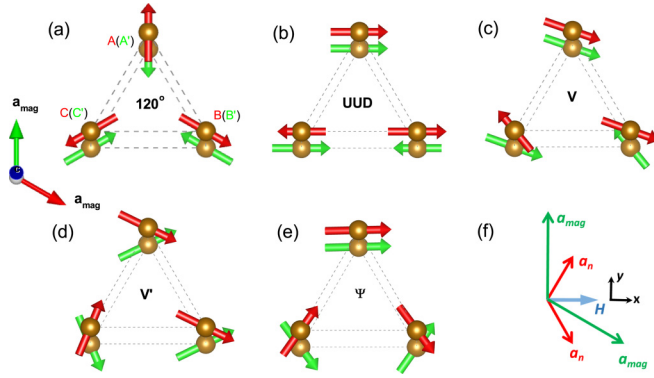 (a)
A(A')
C(C')
120°
B(B')
a_mag
a_mag
(b)
UUD
(c)
V
(d)
V'
(e)
Ψ
(f)
a_mag
a_n
y
x
H
a_n
a_mag